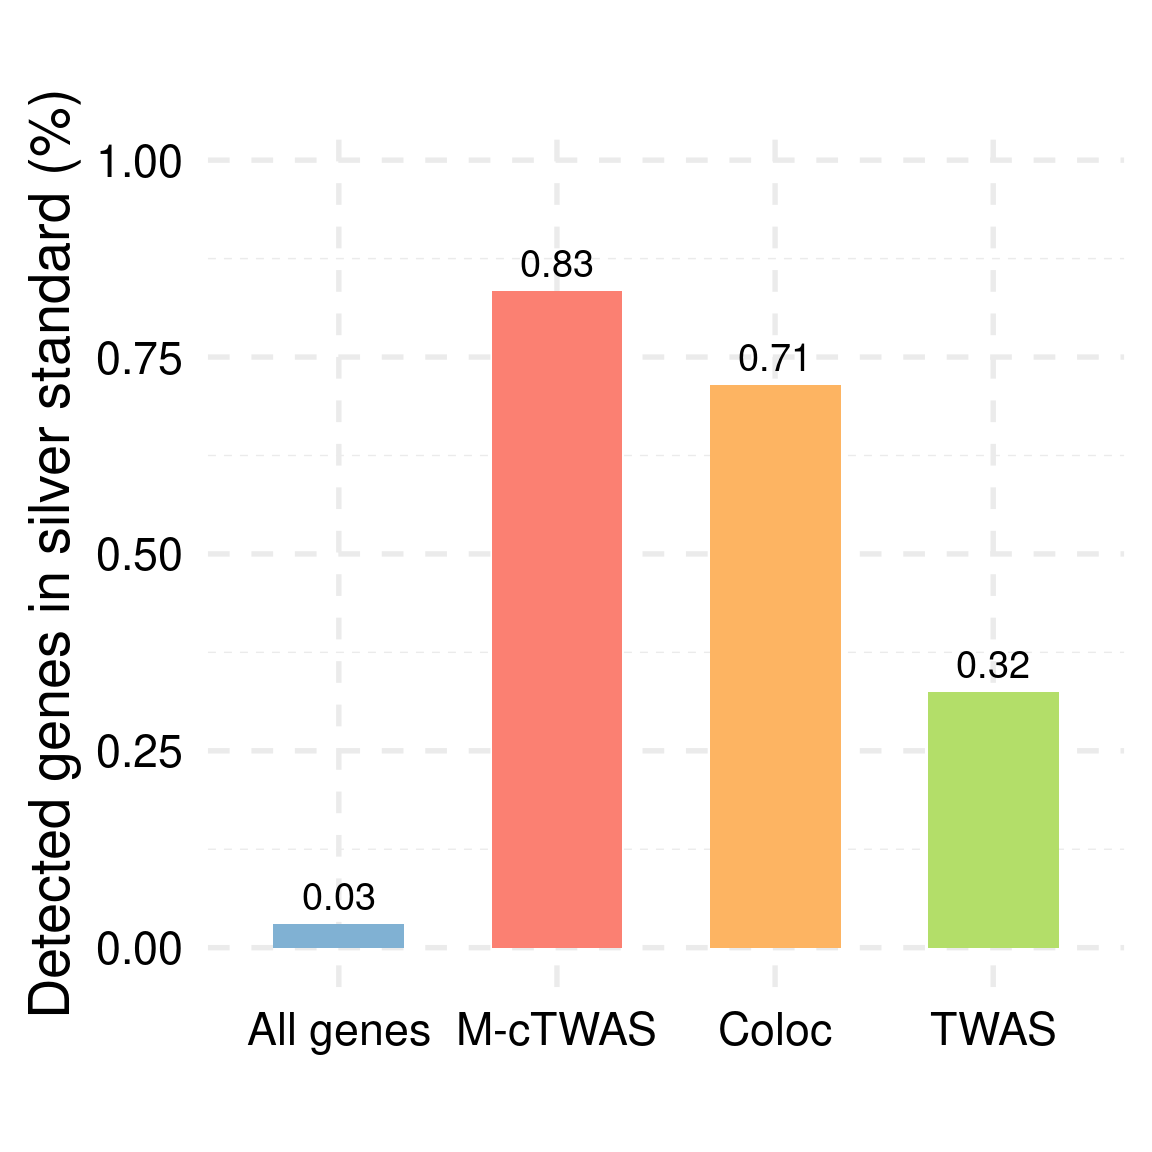 Detected genes in silver standard (%)
1.00
0.75
0.50
0.25
0.00
0.03
0.83
0.71
0.32
All genes
M-cTWAS
Coloc
TWAS